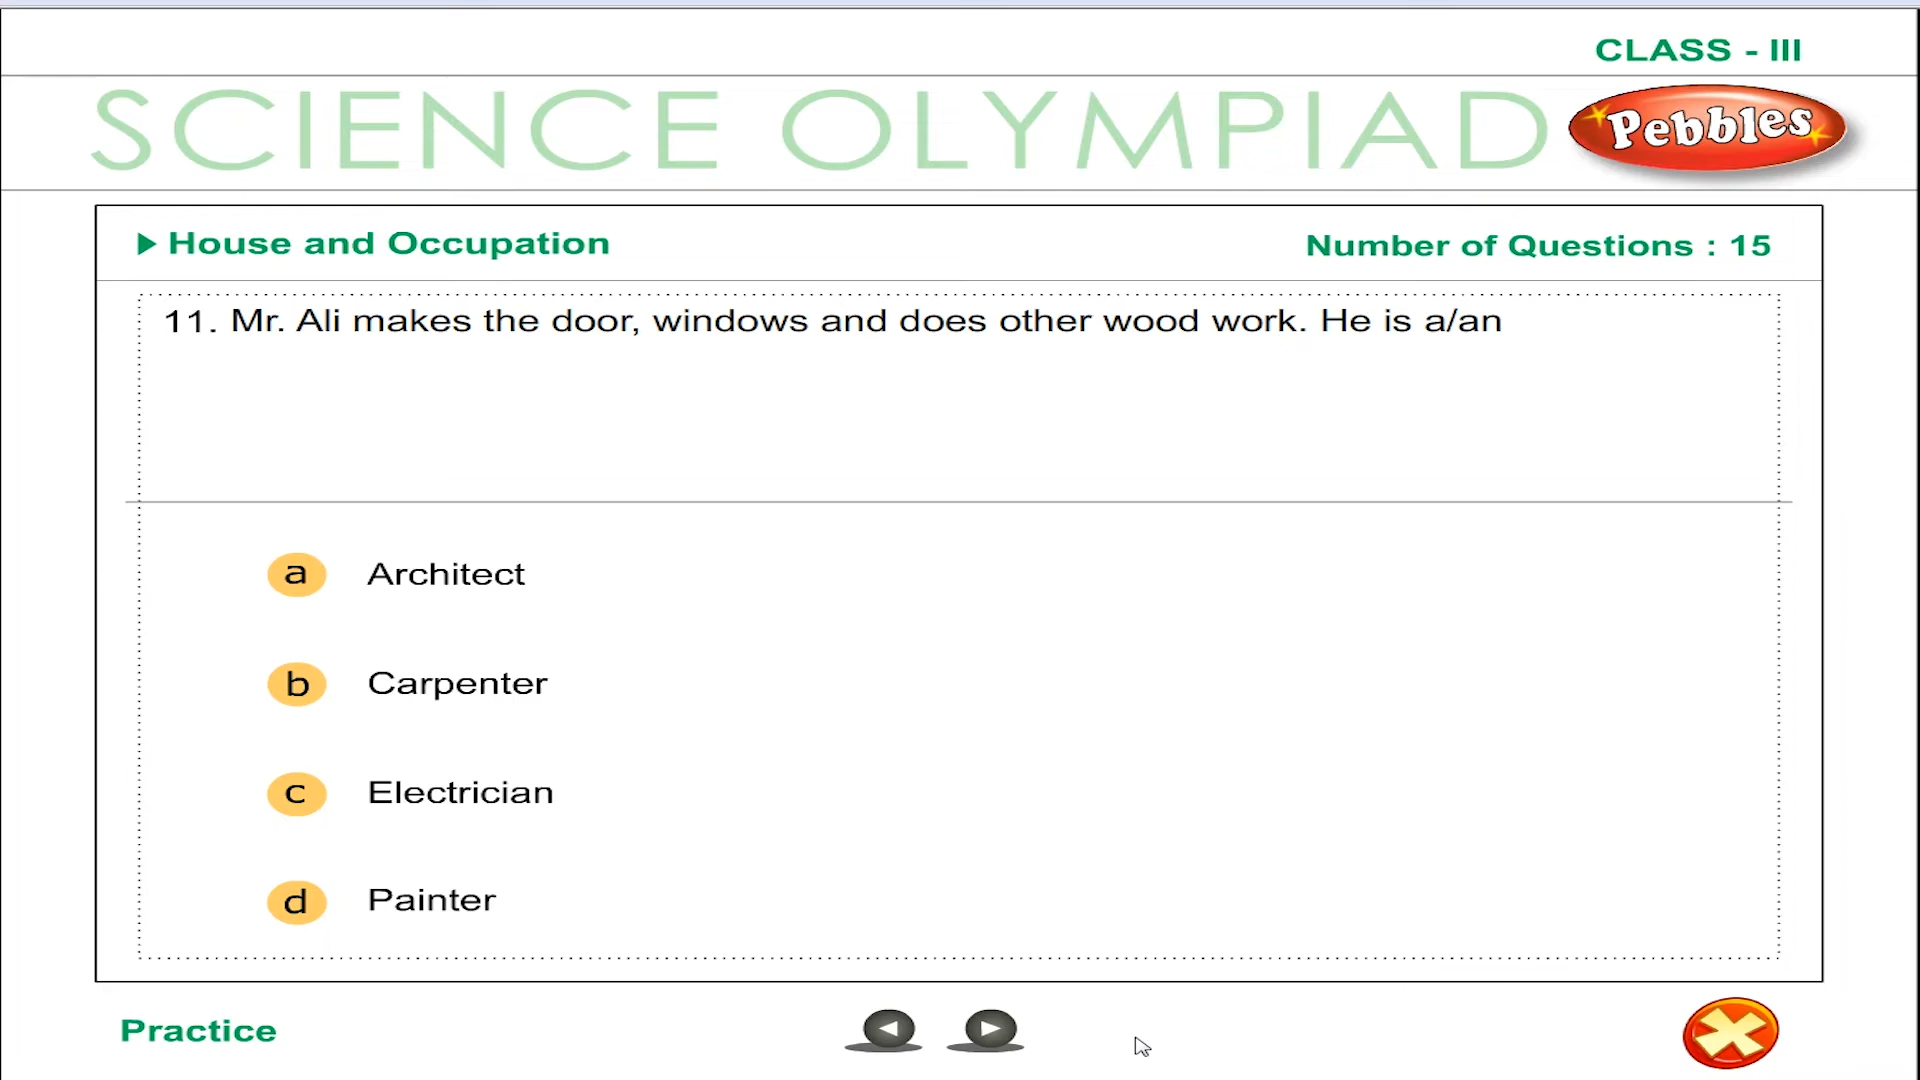 CLASS - III
SCIENCE OLYMPIAD
Pebbles
House and Occupation
Number of Questions : 15
11. Mr. Ali makes the door, windows and does other wood work. He is a/an
a Architect
b Carpenter
c Electrician
d Painter
Practice